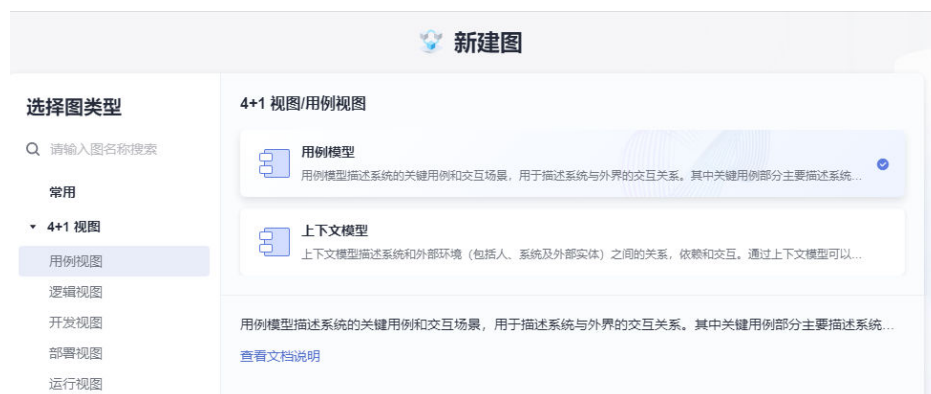 新建图
选择图类型
请输入图名称搜索
常用
4+1 视图
用例视图
逻辑视图
开发视图
部署视图
运行视图
4+1 视图/用例视图
用例模型
用例模型描述系统的关键用例和交互场景，用于描述系统与外界的交互关系。其中关键用例部分主要描述系统...
上下文模型
上下文模型描述系统和外部环境（包括人、系统及外部实体）之间的关系，依赖和交互。通过上下文模型可以...
用例模型描述系统的关键用例和交互场景，用于描述系统与外界的交互关系。其中关键用例部分主要描述系统...
查看文档说明